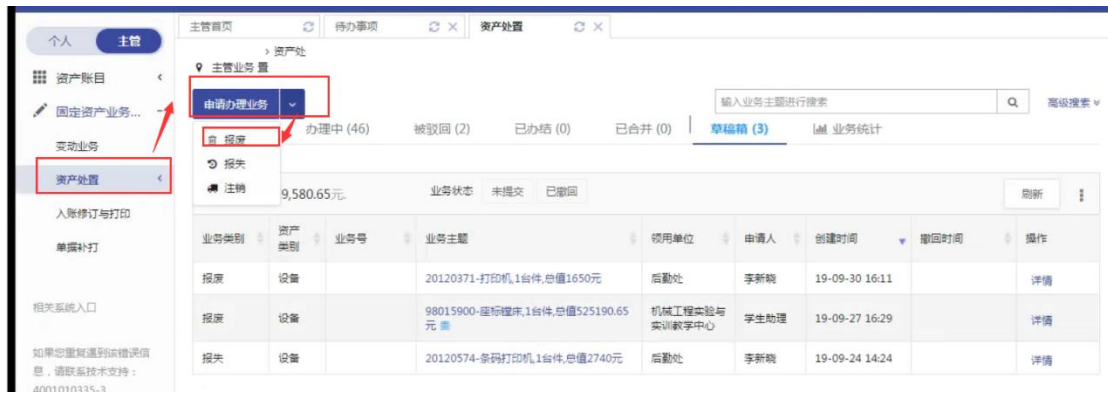 主管首页 待办事项 资产处置
个人 主管
> 资产处
主管业务 置
资产账目
申请办理业务
输入业务主题进行搜索
高级搜索
固定资产业务...
办理中 (46) 被驳回 (2) 已办结 (0) 已合并 (0) 草稿箱 (3) 业务统计
报废
变动业务
报失
资产处置
注销
9,580.65元.
业务状态 未提交 已撤回
刷新
入账修订与打印
单据补打
业务类别 资产类别 业务号 业务主题 领用单位 申请人 创建时间 撤回时间 操作
报废 设备 20120371-打印机,1台件,总值1650元 后勤处 李新晓 19-09-30 16:11 详情
相关系统入口
报废 设备 98015900-座标镗床,1台件,总值525190.65
元
机械工程实验与
实训教学中心
学生助理 19-09-27 16:29 详情
如果您重复遇到该错误信
息，请联系技术支持：
4001010335-3
报失 设备 20120574-条码打印机,1台件,总值2740元 后勤处 李新晓 19-09-24 14:24 详情